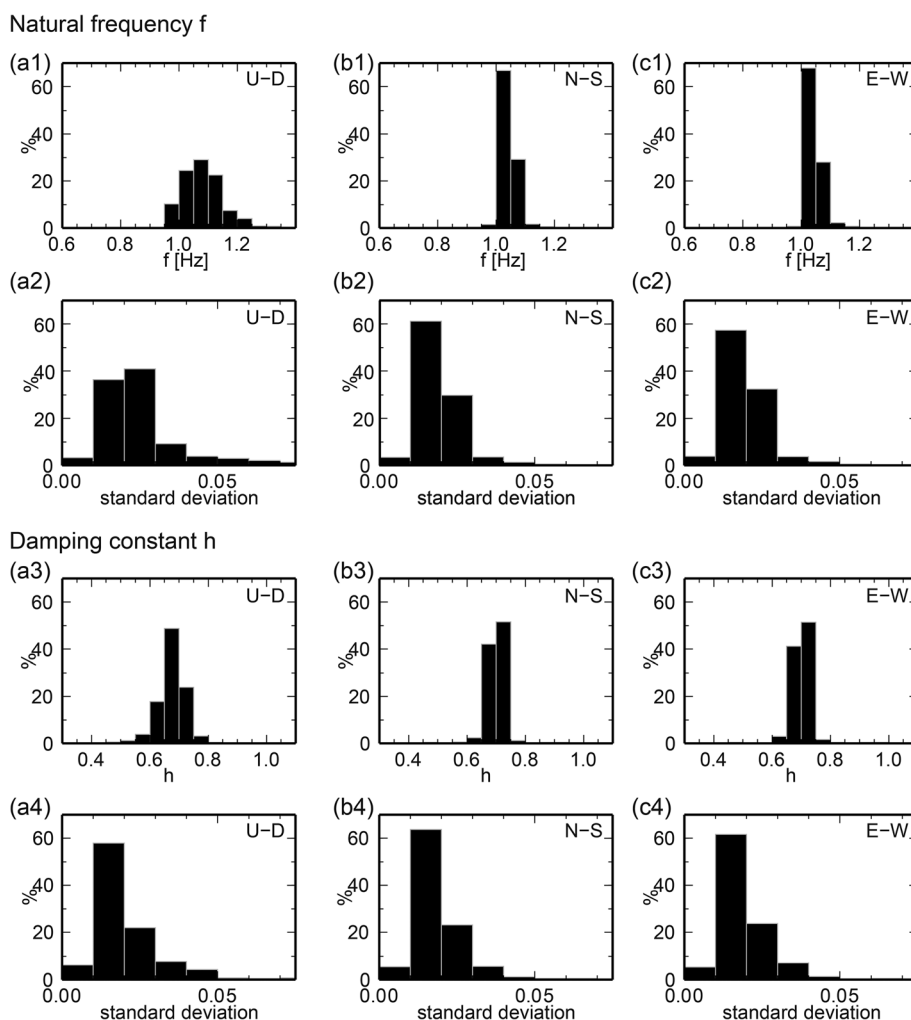 Natural frequency f
(a1) U−D (b1) N−S (c1) E−W
60 60 60
% % %
40 40 40
20 20 20
0 0 0
0.6 0.8 1.0 1.2 0.6 0.8 1.0 1.2 0.6 0.8 1.0 1.2
f [Hz] f [Hz] f [Hz]
(a2) U−D (b2) N−S (c2) E−W
60 60 60
% % %
40 40 40
20 20 20
0 0 0
0.00 0.05 0.00 0.05 0.00 0.05
standard deviation standard deviation standard deviation
Damping constant h
(a3) U−D (b3) N−S (c3) E−W
60 60 60
% % %
40 40 40
20 20 20
0 0 0
0.4 0.6 0.8 1.0 0.4 0.6 0.8 1.0 0.4 0.6 0.8 1.0
h h h
(a4) U−D (b4) N−S (c4) E−W
60 60 60
% % %
40 40 40
20 20 20
0 0 0
0.00 0.05 0.00 0.05 0.00 0.05
standard deviation standard deviation standard deviation